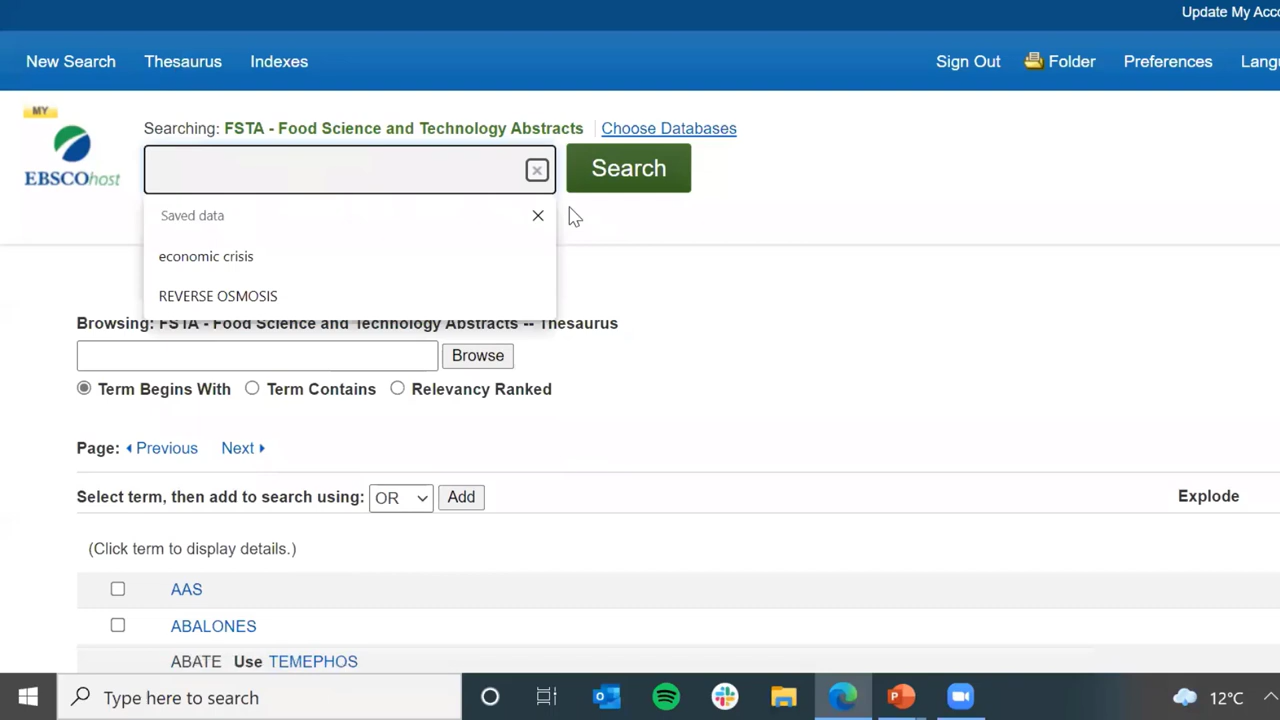 Update My Acco
New Search Thesaurus Indexes Sign Out Folder Preferences Langu
MY
EBSCOhost
Searching: FSTA - Food Science and Technology Abstracts Choose Databases
Search
Saved data
economic crisis
REVERSE OSMOSIS
Browsing: FSTA - Food Science and Technology Abstracts -- Thesaurus
Browse
Term Begins With Term Contains Relevancy Ranked
Page: Previous Next
Select term, then add to search using: OR Add Explode
(Click term to display details.)
AAS
ABALONES
ABATE Use TEMEPHOS
Type here to search 12°C